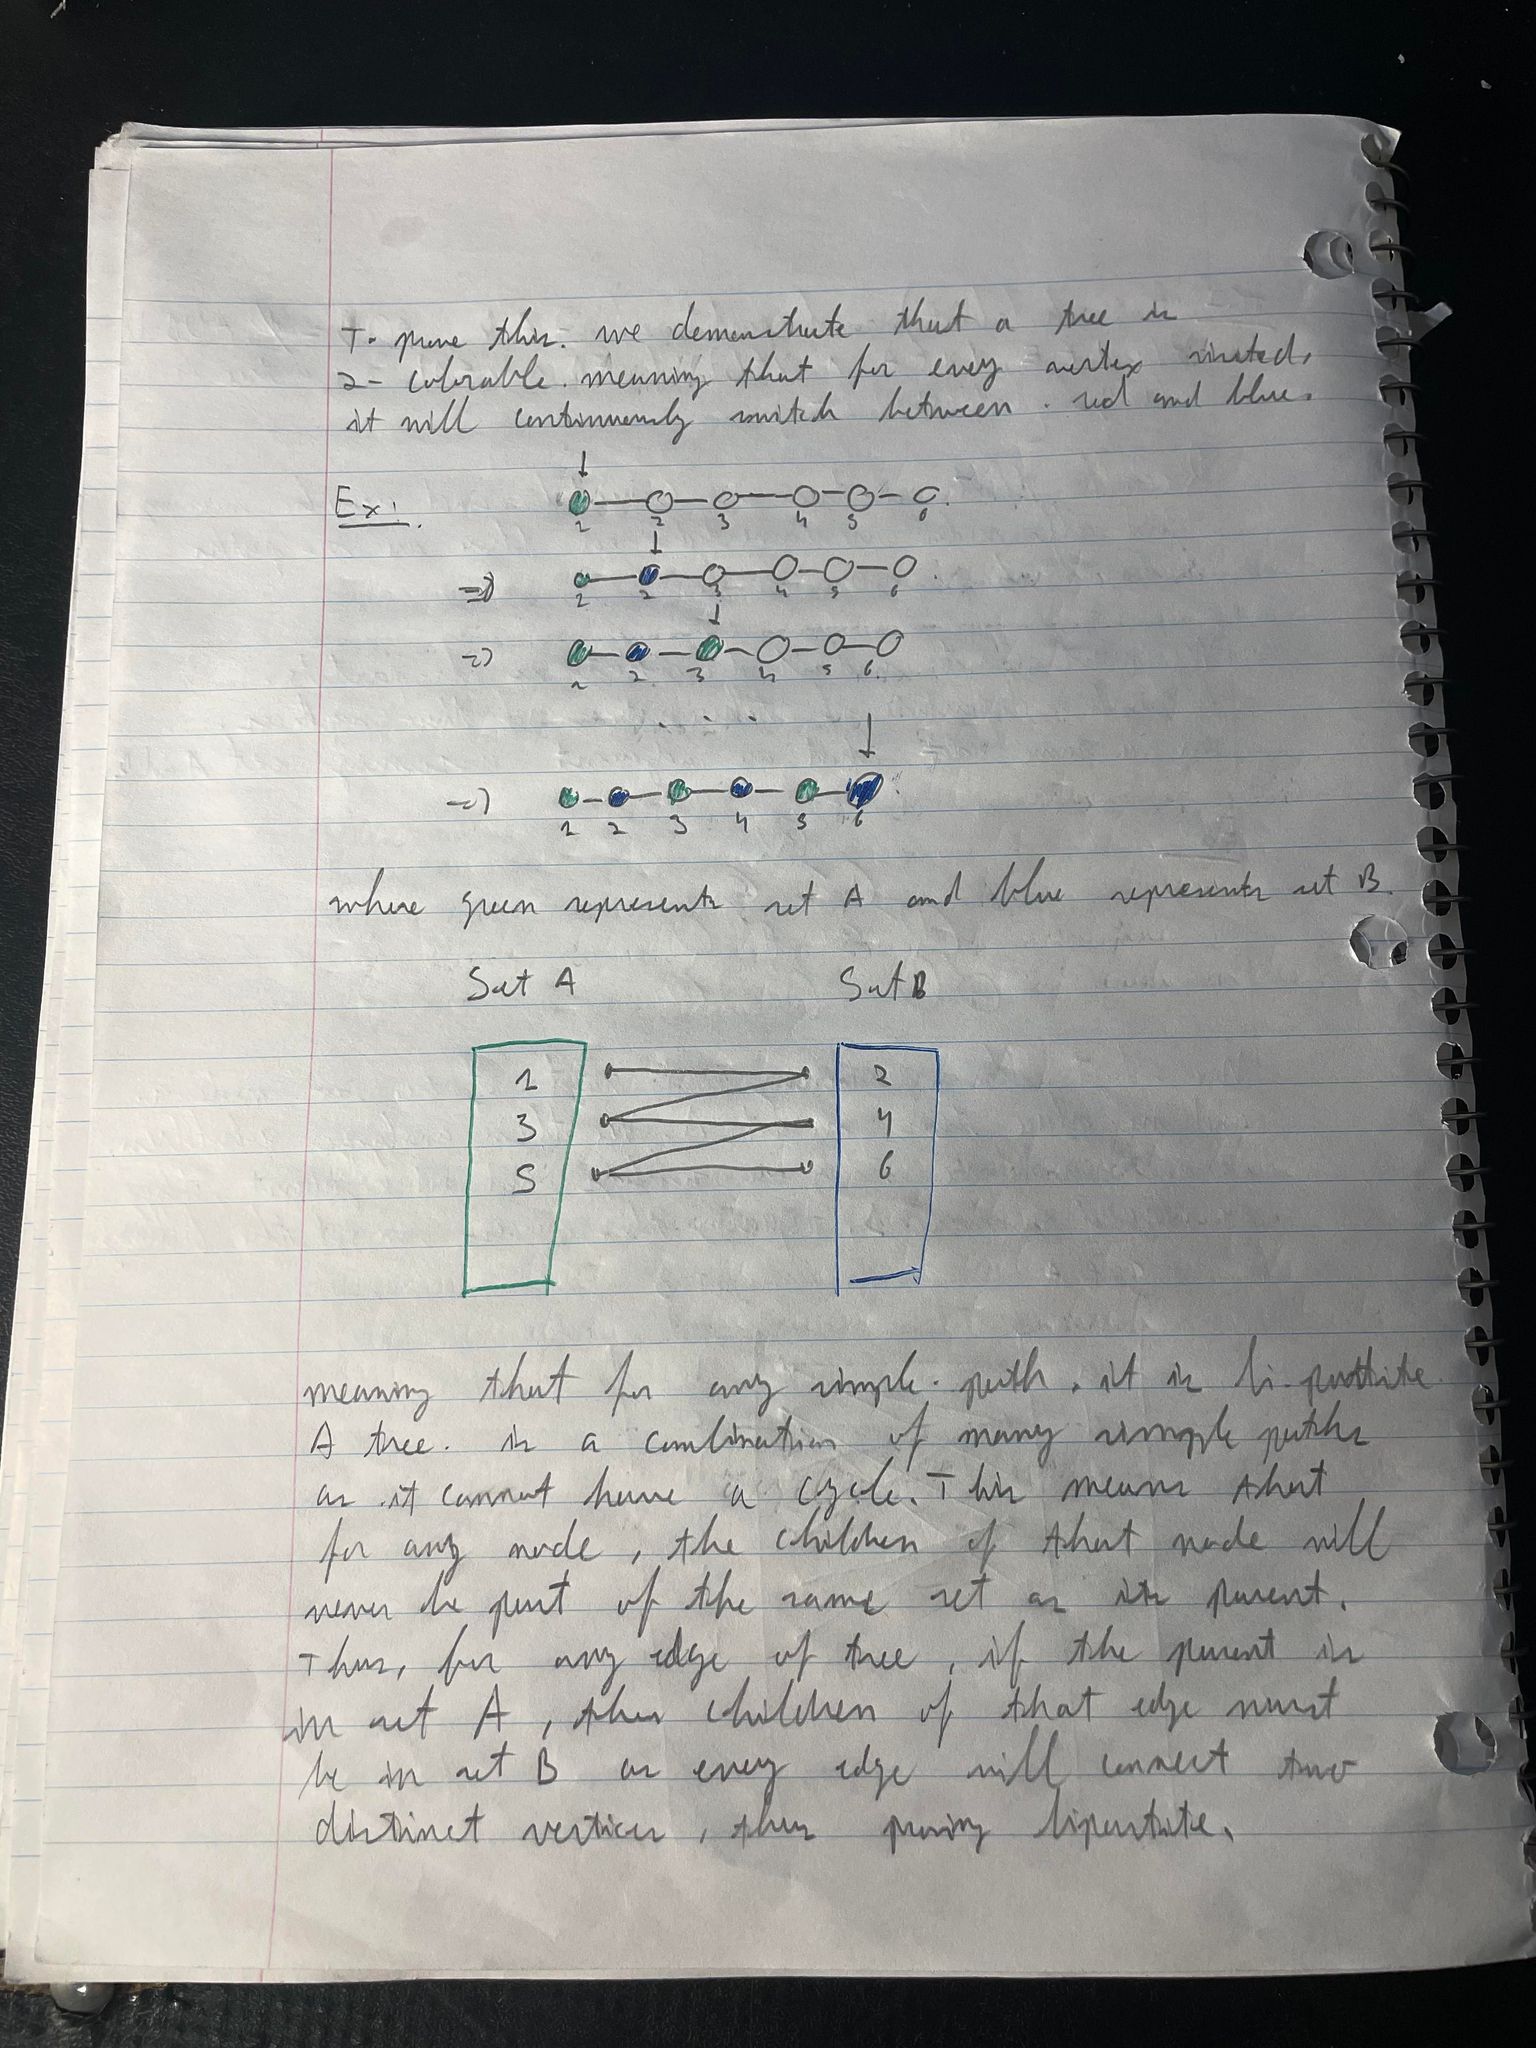 To prove this. we demonstrate that a tree is
2- colorable. meaning that for every vertex visited,
it will continuously switch between. red and blue.
Ex:
1 2 3 4 5 6
=> 1 2 3 4 5 6
=> 1 2 3 4 5 6
. . . .
=> 1 2 3 4 5 6
where green represents set A and blue represents set B.
Set A Set B
1 2
3 4
5 6
meaning that for any simple. path, it is bi-partite
A tree. is a combination of many simple paths
as it cannot have a cycle. This means that
for any node, the children of that node will
never be part of the same set as its parent.
Thus, for any edge of tree, if the parent is
in set A, then children of that edge must
be in set B as every edge will connect two
distinct vertices, thus proving bipartite.